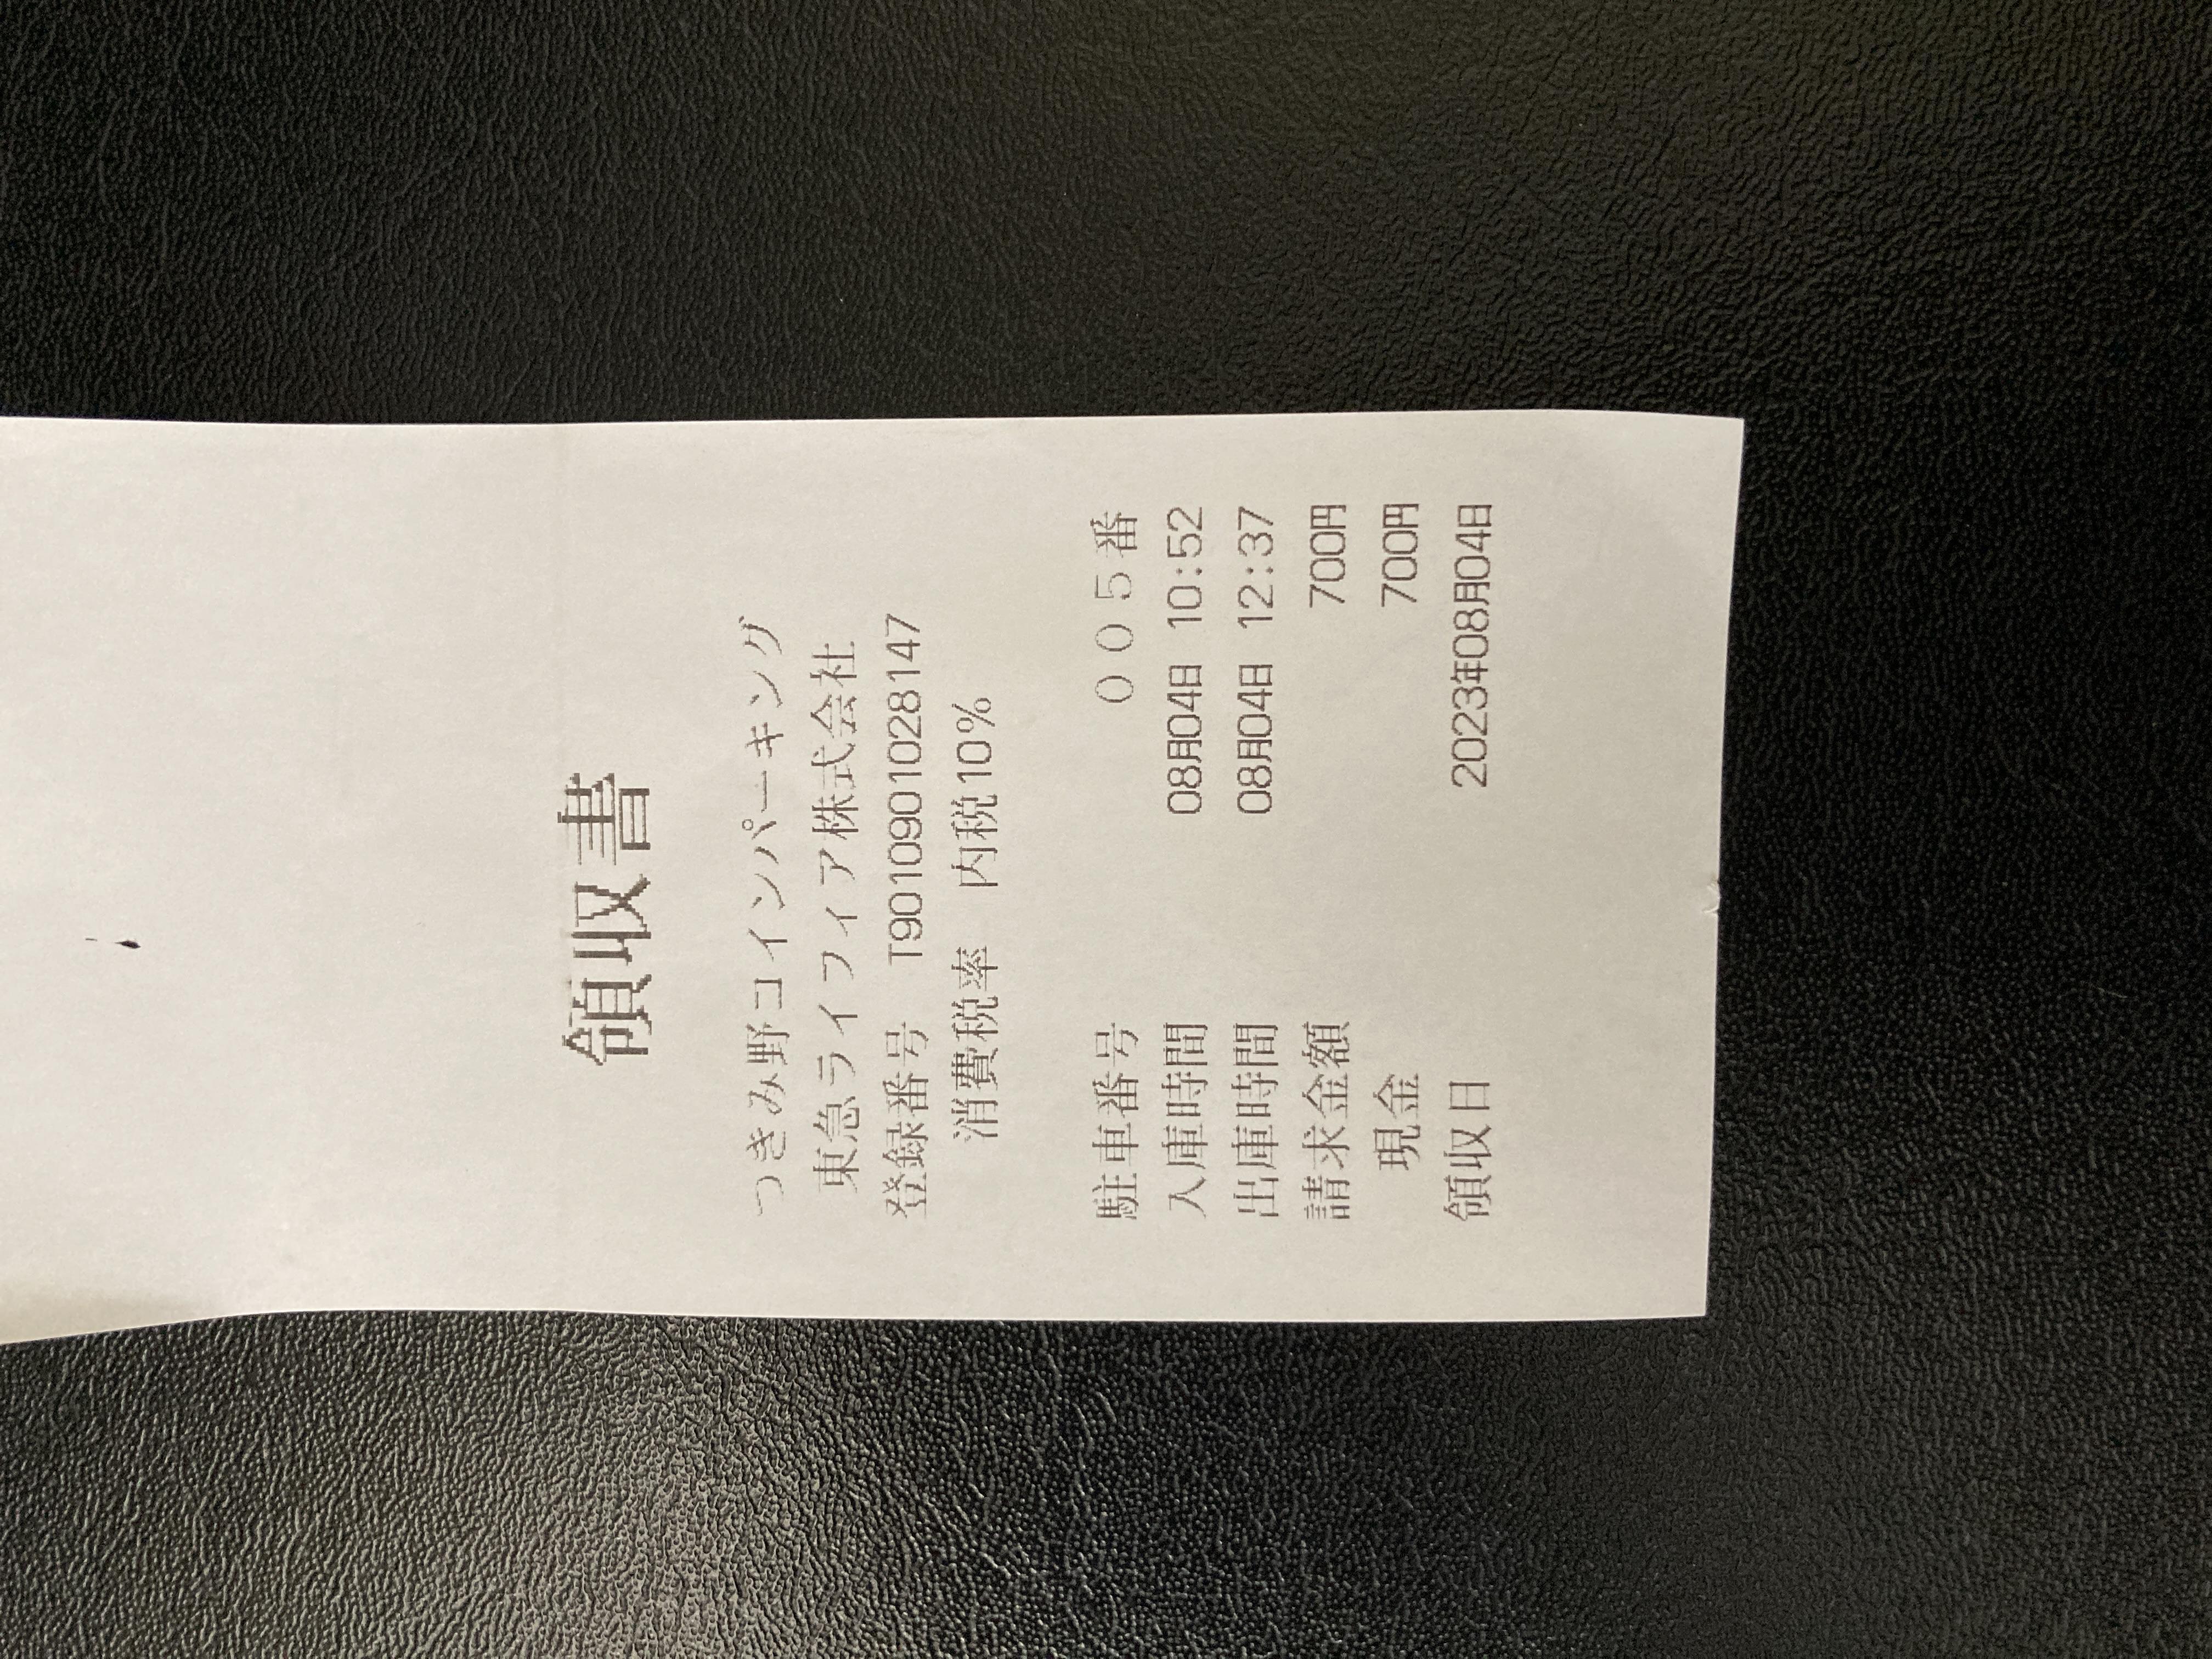 領収書
つきみ野コインパーキング
東急ライフィア株式会社
登録番号 T9010901028147
消費税率 内税10%
駐車番号 005番
入庫時間 08月04日 10:52
出庫時間 08月04日 12:37
請求金額 700円
現金 700円
領収日 2023年08月04日